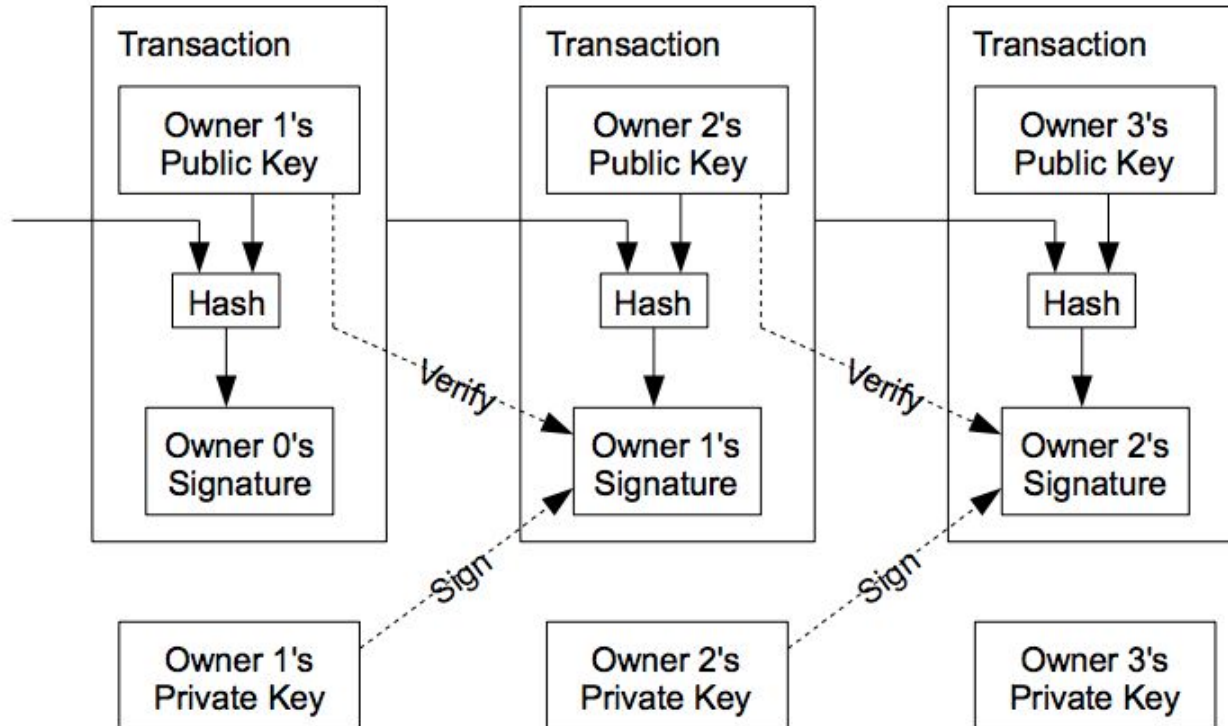 Transaction
Transaction
Transaction
Owner 1's
Public Key
Owner 2's
Public Key
Owner 3's
Public Key
Hash
Hash
Hash
Verify
Verify
Owner 0's
Signature
Owner 1's
Signature
Owner 2's
Signature
Sign
Sign
Owner 1's
Private Key
Owner 2's
Private Key
Owner 3's
Private Key